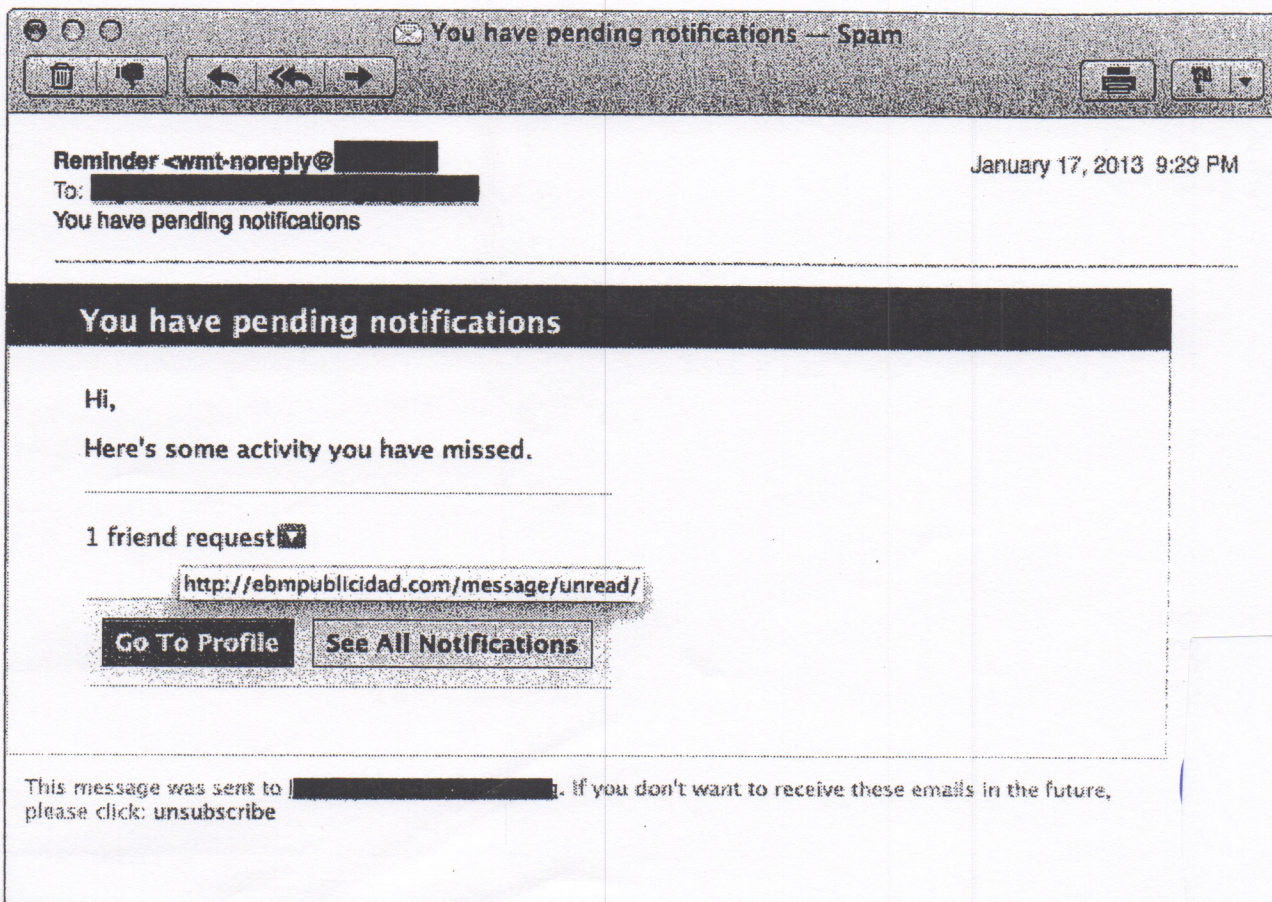 You have pending notifications — Spam
Reminder <wmt-noreply@
January 17, 2013 9:29 PM
To:
You have pending notifications
You have pending notifications
Hi,
Here's some activity you have missed.
1 friend request
http://ebmpublicidad.com/message/unread/
Go To Profile
See All Notifications
This message was sent to . If you don't want to receive these emails in the future,
please click: unsubscribe